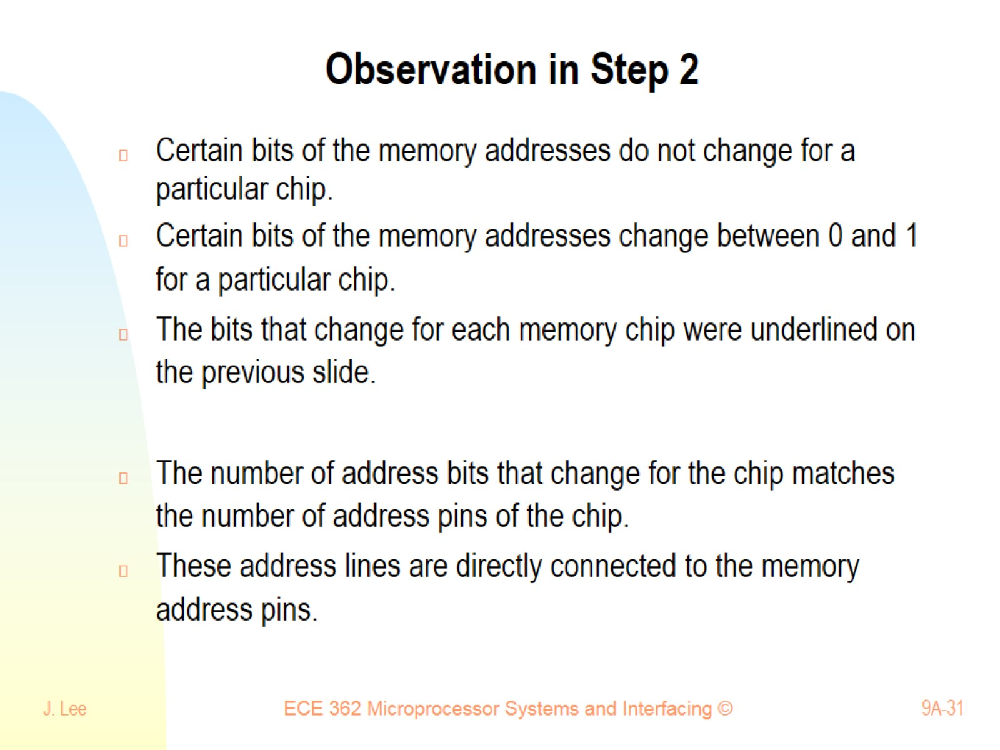 Observation in Step 2
Certain bits of the memory addresses do not change for a
particular chip.
Certain bits of the memory addresses change between 0 and 1
for a particular chip.
The bits that change for each memory chip were underlined on
the previous slide.
The number of address bits that change for the chip matches
the number of address pins of the chip.
These address lines are directly connected to the memory
address pins.
J. Lee
ECE 362 Microprocessor Systems and Interfacing ©
9A-31